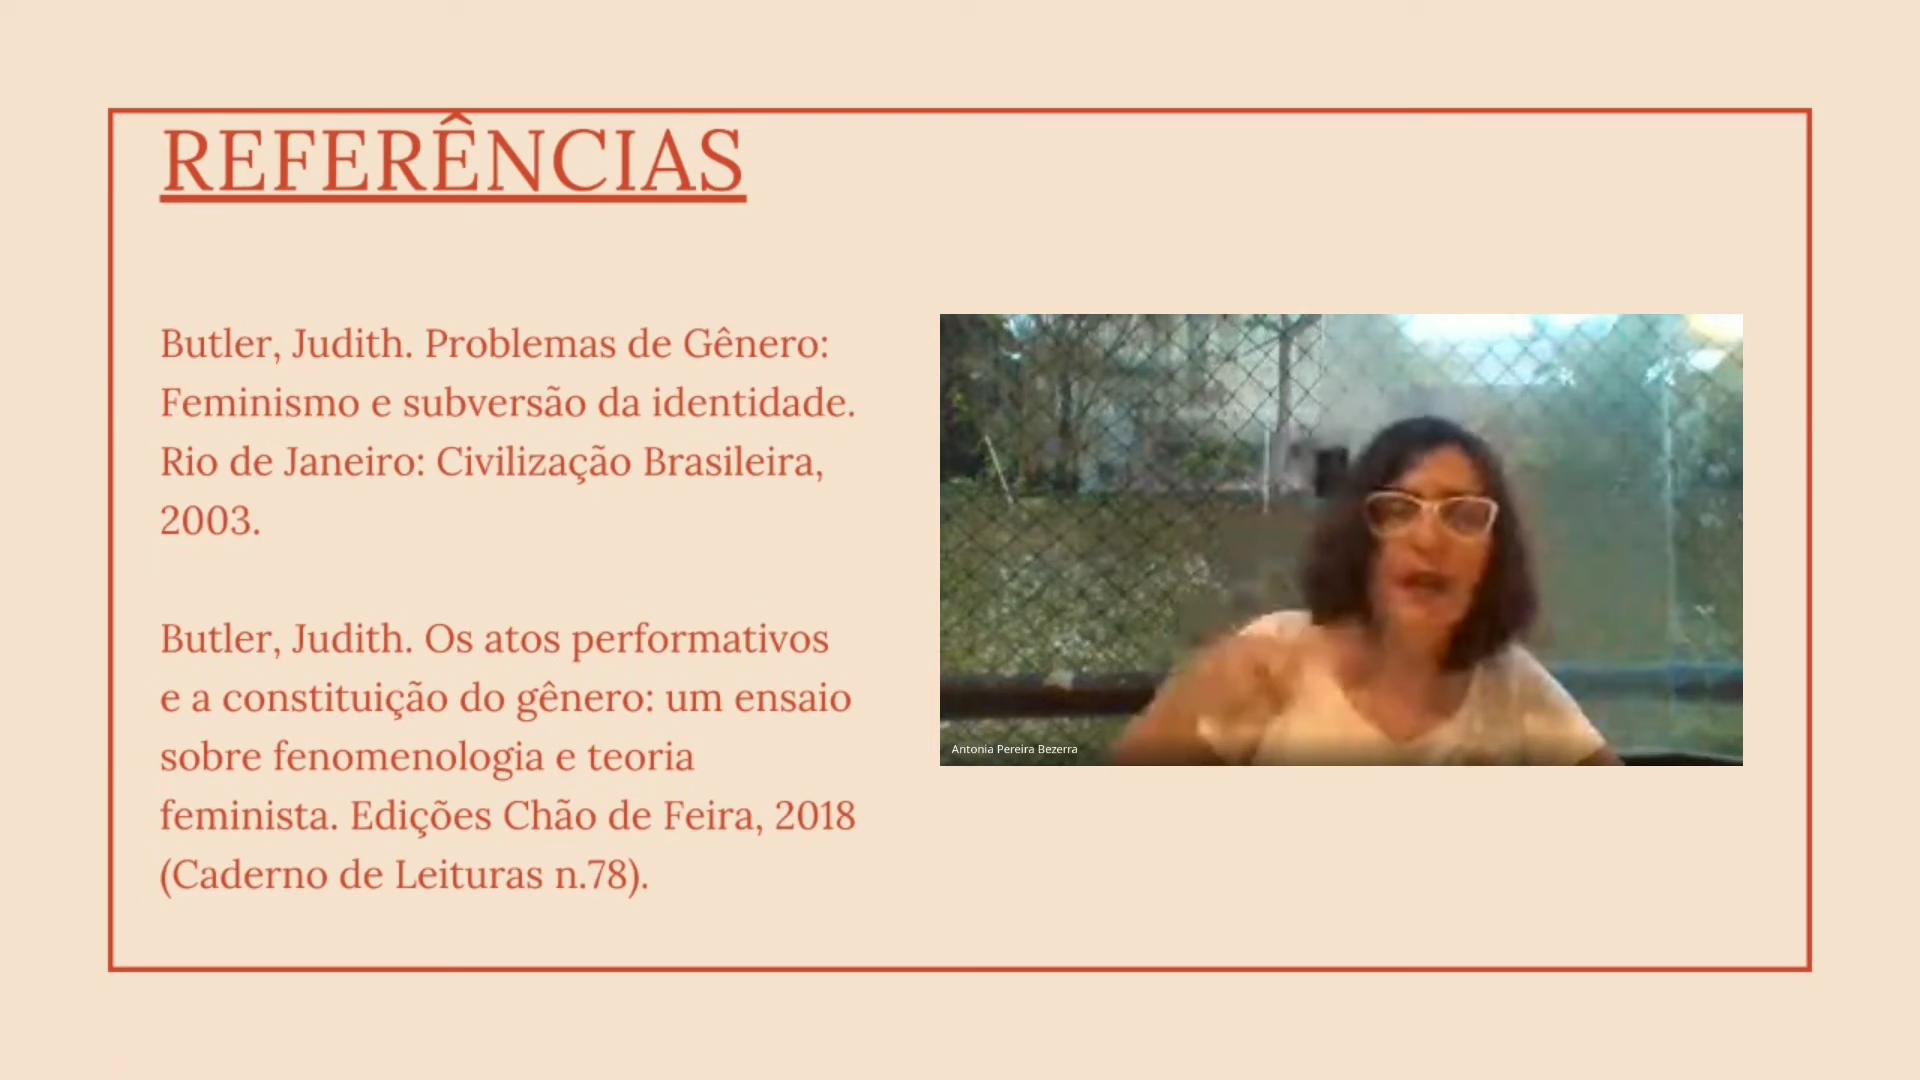 REFERÊNCIAS
Butler, Judith. Problemas de Gênero:
Feminismo e subversão da identidade.
Rio de Janeiro: Civilização Brasileira,
2003.
Butler, Judith. Os atos performativos
e a constituição do gênero: um ensaio
sobre fenomenologia e teoria
feminista. Edições Chão de Feira, 2018
(Caderno de Leituras n.78).
Antonia Pereira Bezerra